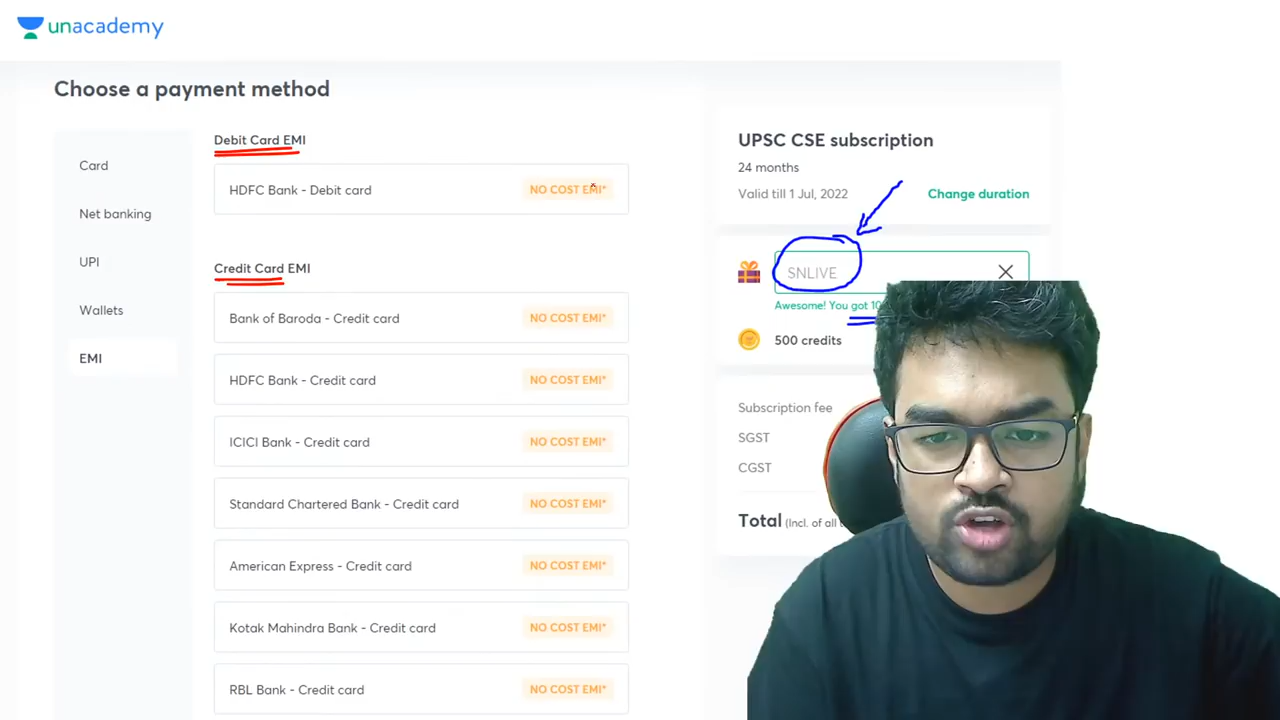 unacademy
Choose a payment method
Card
Net banking
UPI
Wallets
EMI
Debit Card EMI
HDFC Bank - Debit card NO COST EMI*
Credit Card EMI
Bank of Baroda - Credit card NO COST EMI*
HDFC Bank - Credit card NO COST EMI*
ICICI Bank - Credit card NO COST EMI*
Standard Chartered Bank - Credit card NO COST EMI*
American Express - Credit card NO COST EMI*
Kotak Mahindra Bank - Credit card NO COST EMI*
RBL Bank - Credit card NO COST EMI*
UPSC CSE subscription
24 months
Valid till 1 Jul, 2022 Change duration
SNLIVE
Awesome! You got
500 credits
Subscription fee
SGST
CGST
Total (Incl. of all